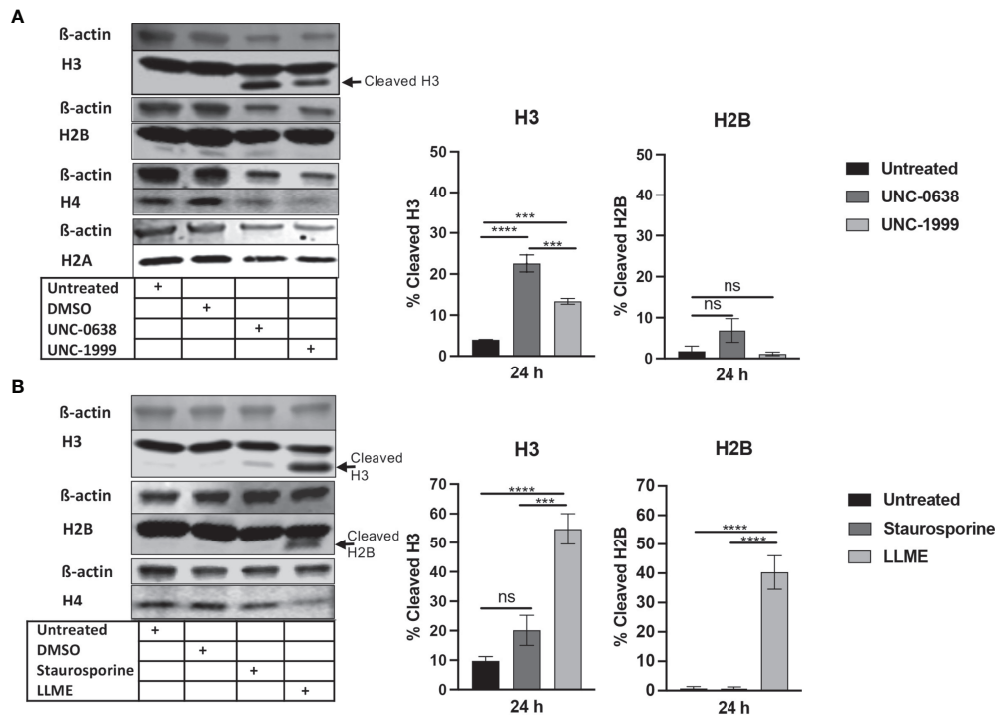 A
ß-actin
H3
Cleaved H3
ß-actin
H2B
ß-actin
H4
ß-actin
H2A
Untreated +
DMSO +
UNC-0638 +
UNC-1999 +
H3
% Cleaved H3
50
40
30
20
10
0
***
****
***
24 h
H2B
% Cleaved H2B
50
40
30
20
10
0
ns
ns
24 h
Untreated
UNC-0638
UNC-1999
B
ß-actin
H3
Cleaved
H3
ß-actin
H2B
Cleaved
H2B
ß-actin
H4
Untreated +
DMSO +
Staurosporine +
LLME +
H3
% Cleaved H3
70
60
50
40
30
20
10
0
****
***
ns
24 h
H2B
% Cleaved H2B
70
60
50
40
30
20
10
0
****
****
24 h
Untreated
Staurosporine
LLME